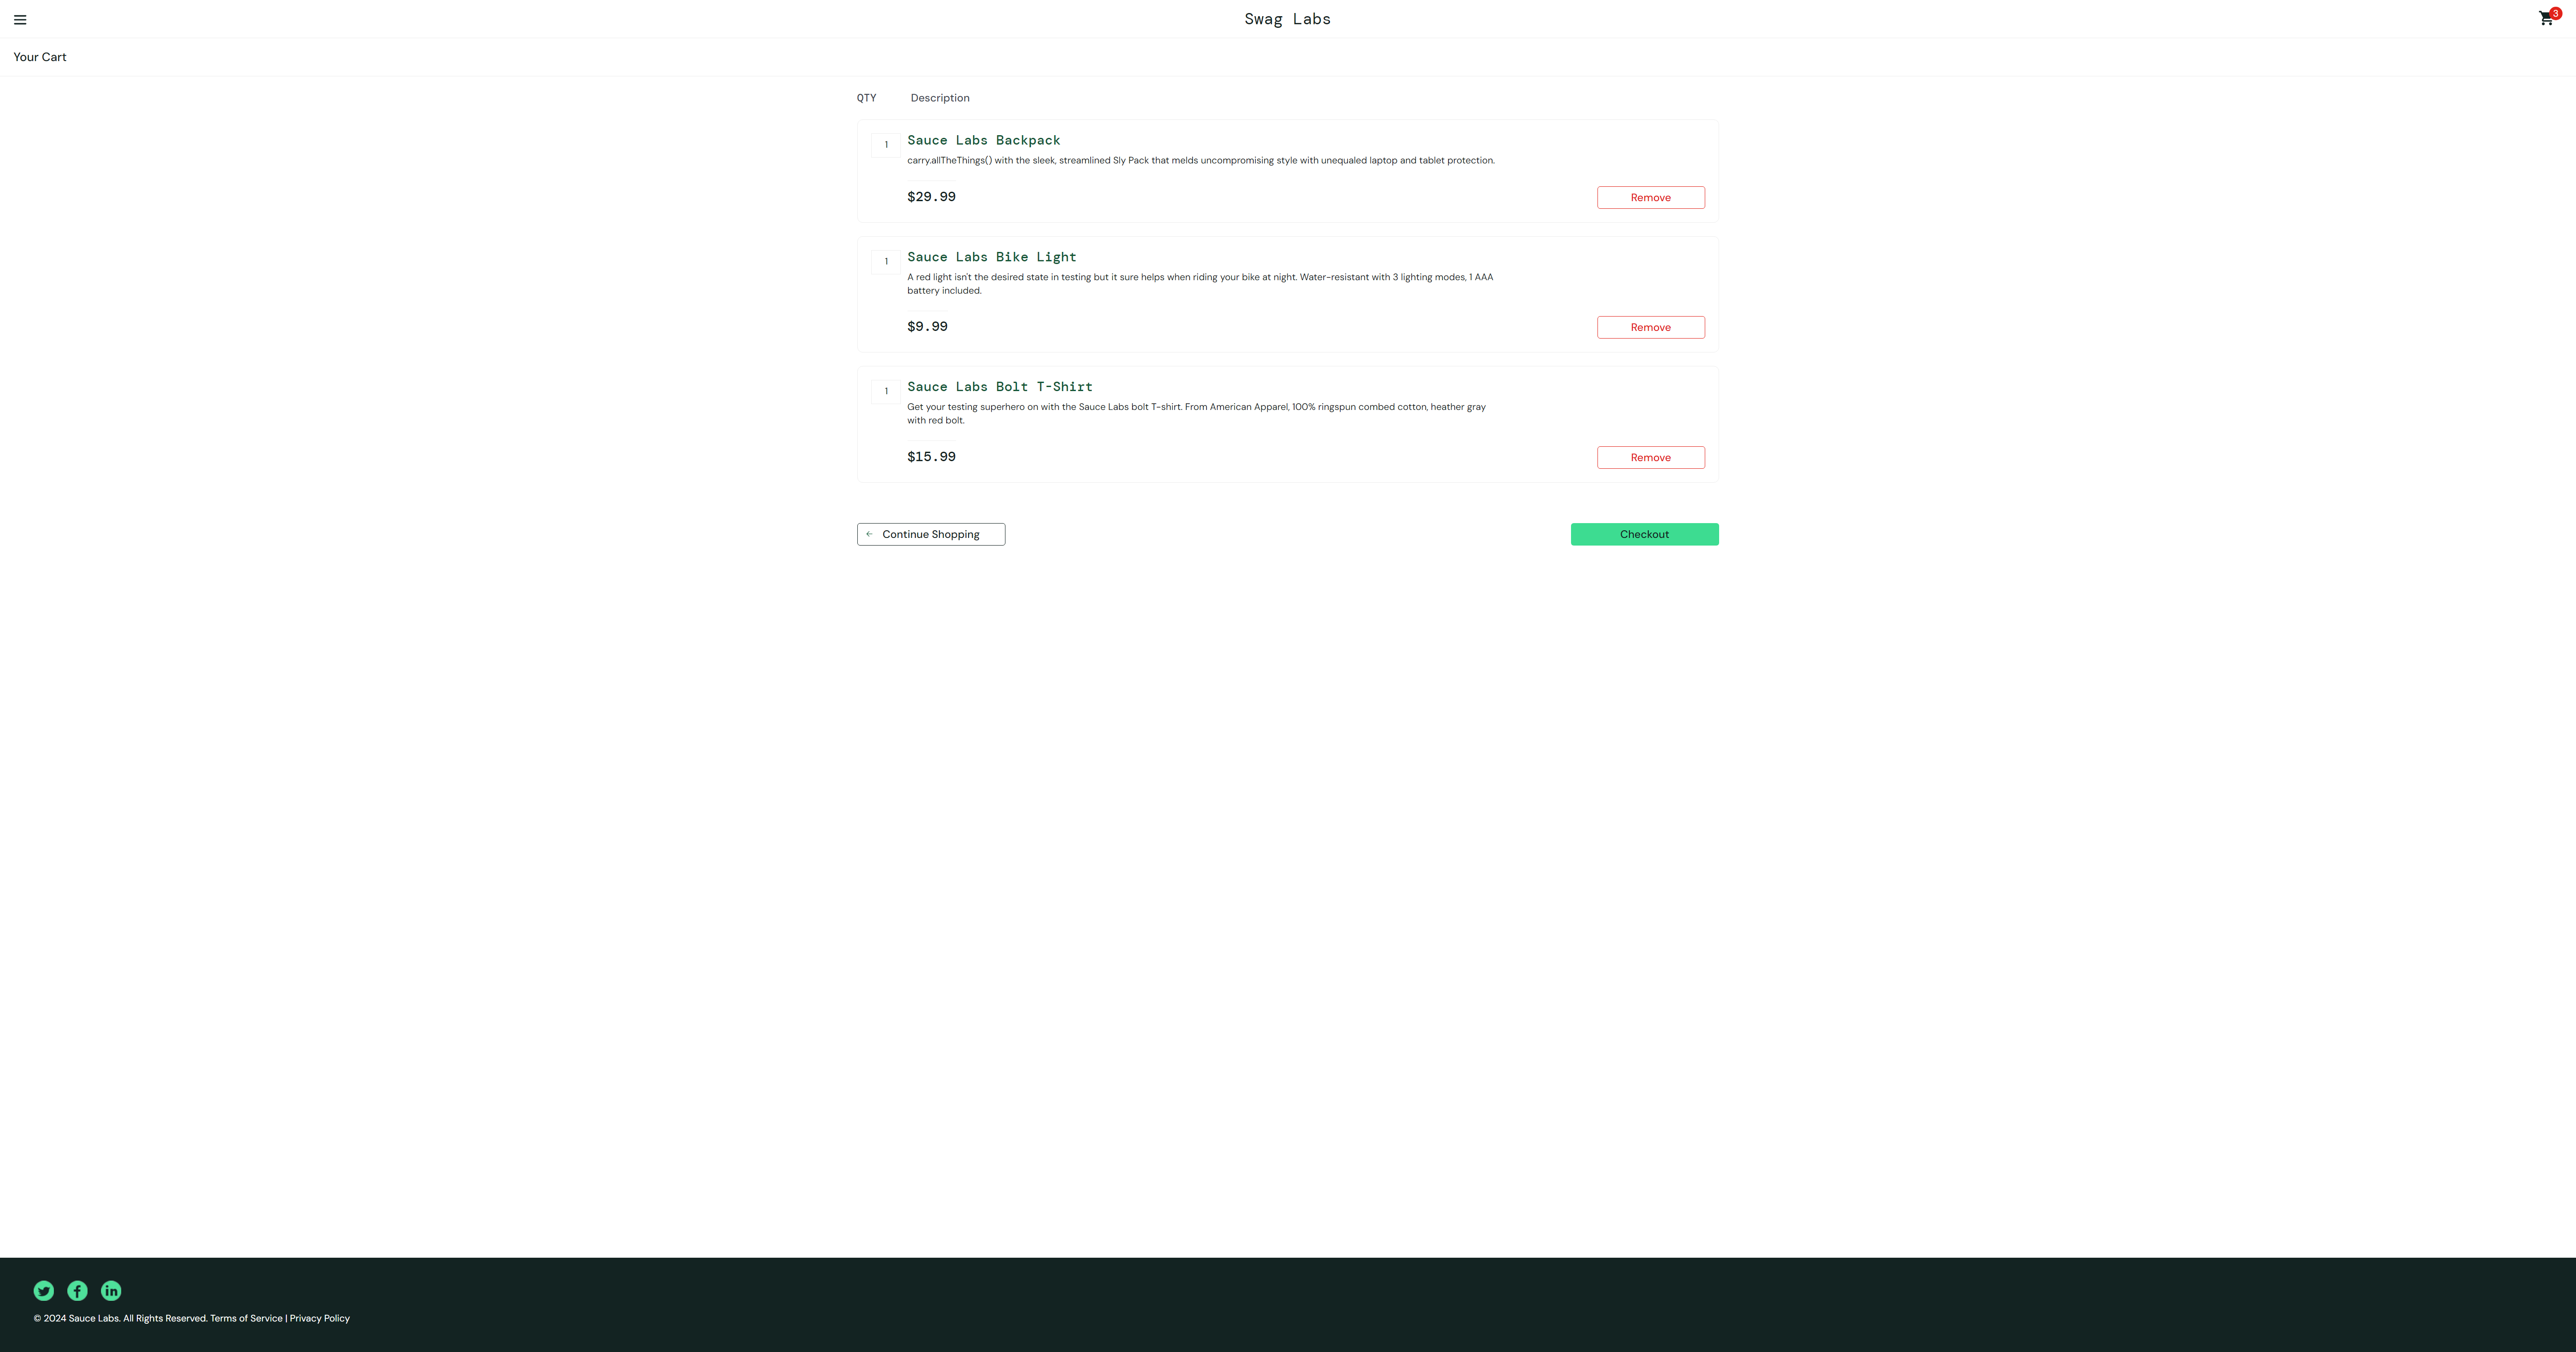 Swag Labs
3
Your Cart
QTY Description
1 Sauce Labs Backpack
carry.allTheThings() with the sleek, streamlined Sly Pack that melds uncompromising style with unequaled laptop and tablet protection.
$29.99 Remove
1 Sauce Labs Bike Light
A red light isn't the desired state in testing but it sure helps when riding your bike at night. Water-resistant with 3 lighting modes, 1 AAA
battery included.
$9.99 Remove
1 Sauce Labs Bolt T-Shirt
Get your testing superhero on with the Sauce Labs bolt T-shirt. From American Apparel, 100% ringspun combed cotton, heather gray
with red bolt.
$15.99 Remove
← Continue Shopping Checkout
© 2024 Sauce Labs. All Rights Reserved. Terms of Service | Privacy Policy